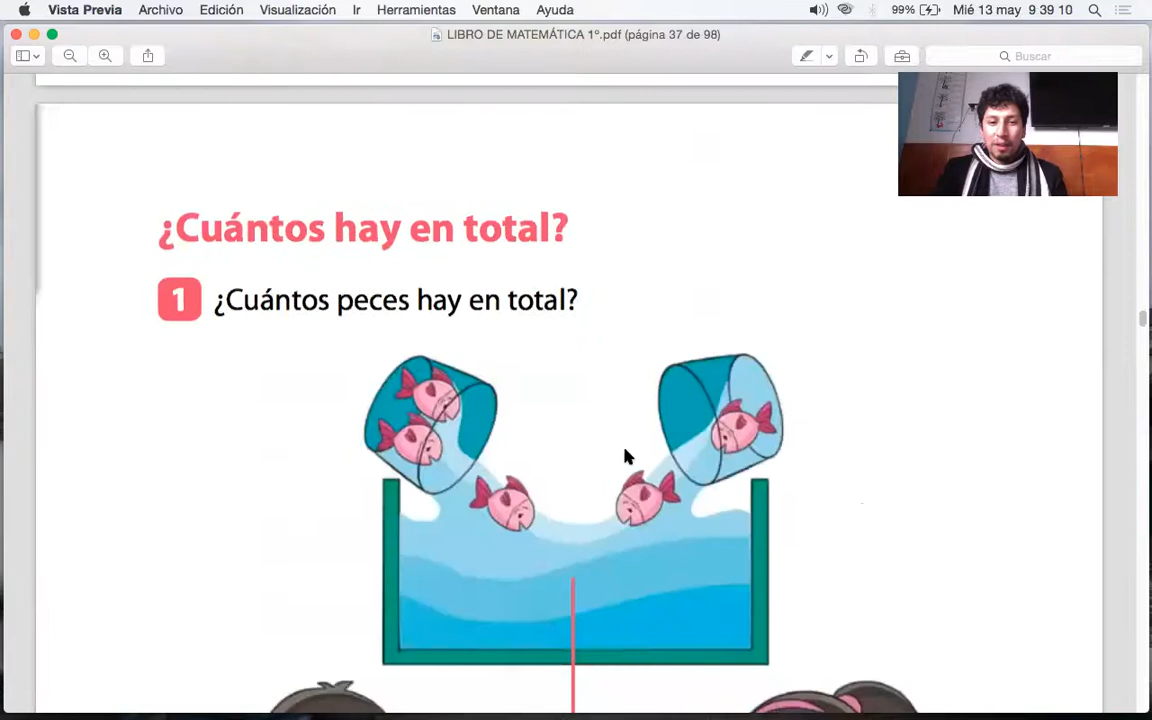 Vista Previa Archivo Edición Visualización Ir Herramientas Ventana Ayuda 99% Mié 13 may 9 39 10
LIBRO DE MATEMÁTICA 1º.pdf (página 37 de 98)
Buscar
¿Cuántos hay en total?
1 ¿Cuántos peces hay en total?